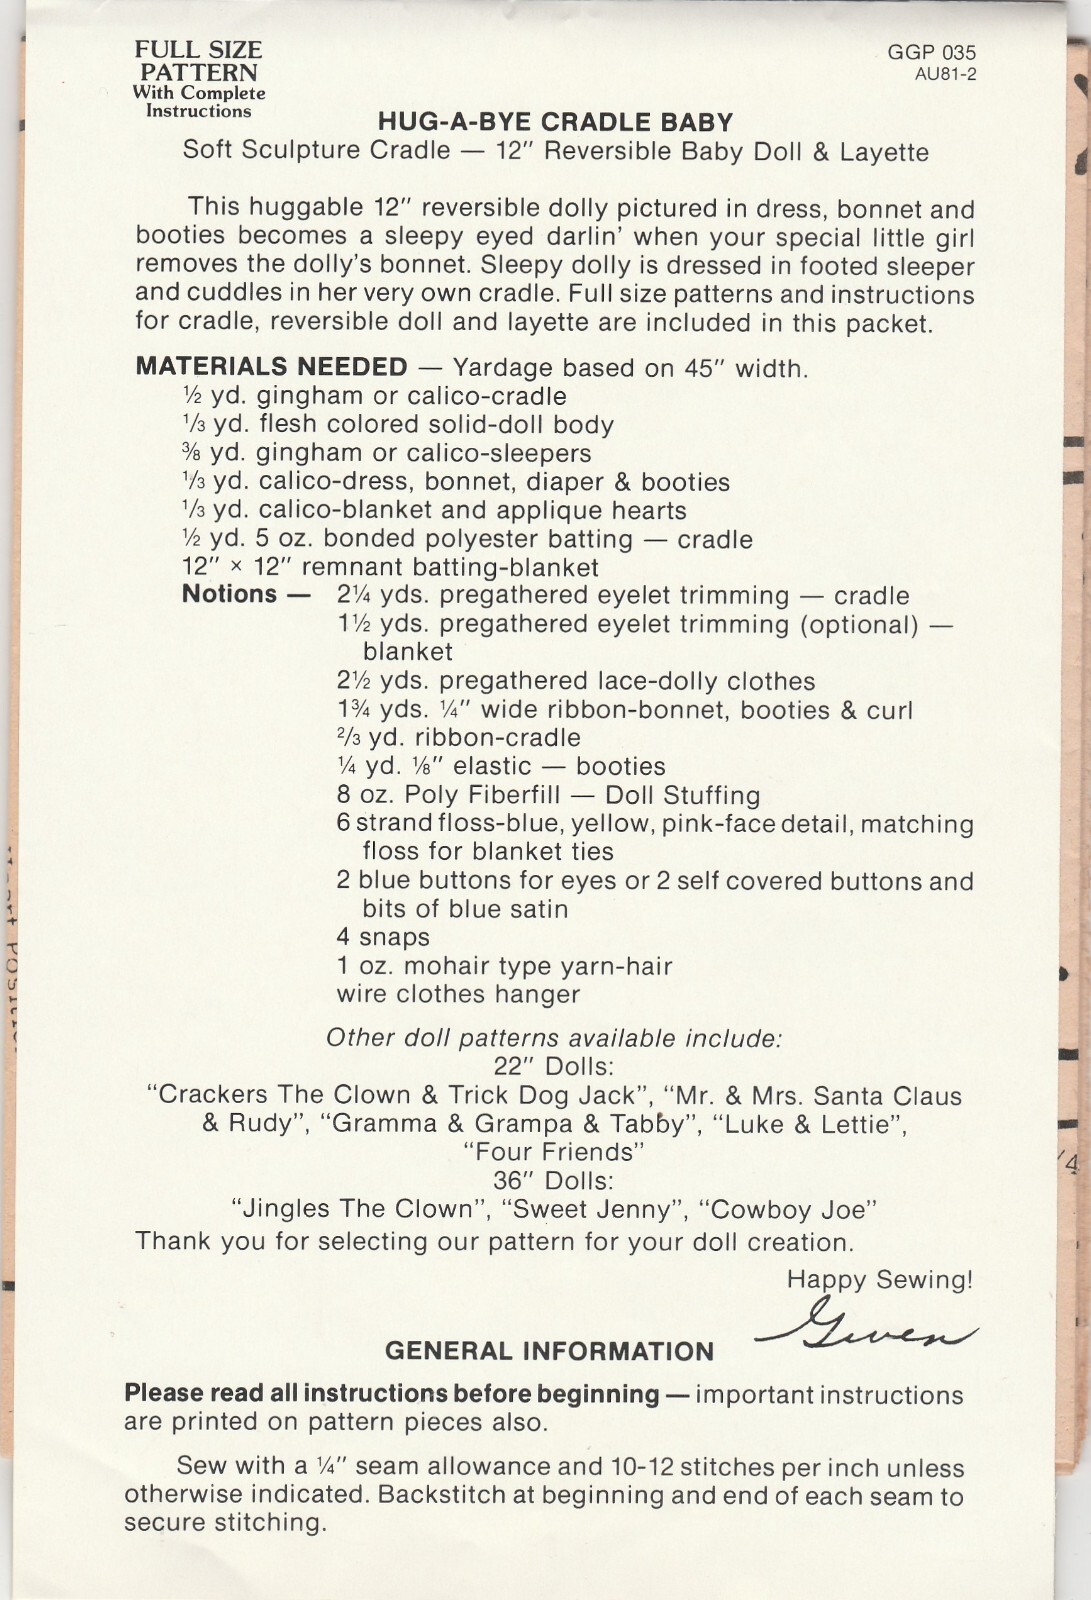 FULL SIZE
PATTERN
With Complete
Instructions
GGP 035
AU81-2
HUG-A-BYE CRADLE BABY
Soft Sculpture Cradle — 12" Reversible Baby Doll & Layette
This huggable 12" reversible dolly pictured in dress, bonnet and
booties becomes a sleepy eyed darlin' when your special little girl
removes the dolly's bonnet. Sleepy dolly is dressed in footed sleeper
and cuddles in her very own cradle. Full size patterns and instructions
for cradle, reversible doll and layette are included in this packet.
MATERIALS NEEDED — Yardage based on 45" width.
½ yd. gingham or calico-cradle
⅓ yd. flesh colored solid-doll body
⅜ yd. gingham or calico-sleepers
⅓ yd. calico-dress, bonnet, diaper & booties
⅓ yd. calico-blanket and applique hearts
½ yd. 5 oz. bonded polyester batting — cradle
12" × 12" remnant batting-blanket
Notions — 2¼ yds. pregathered eyelet trimming — cradle
1½ yds. pregathered eyelet trimming (optional) —
blanket
2½ yds. pregathered lace-dolly clothes
1¾ yds. ¼" wide ribbon-bonnet, booties & curl
⅔ yd. ribbon-cradle
¼ yd. ⅛" elastic — booties
8 oz. Poly Fiberfill — Doll Stuffing
6 strand floss-blue, yellow, pink-face detail, matching
floss for blanket ties
2 blue buttons for eyes or 2 self covered buttons and
bits of blue satin
4 snaps
1 oz. mohair type yarn-hair
wire clothes hanger
Other doll patterns available include:
22" Dolls:
"Crackers The Clown & Trick Dog Jack", "Mr. & Mrs. Santa Claus
& Rudy", "Gramma & Grampa & Tabby", "Luke & Lettie",
"Four Friends"
36" Dolls:
"Jingles The Clown", "Sweet Jenny", "Cowboy Joe"
Thank you for selecting our pattern for your doll creation.
Happy Sewing!
Gwen
GENERAL INFORMATION
Please read all instructions before beginning — important instructions
are printed on pattern pieces also.
Sew with a ¼" seam allowance and 10-12 stitches per inch unless
otherwise indicated. Backstitch at beginning and end of each seam to
secure stitching.